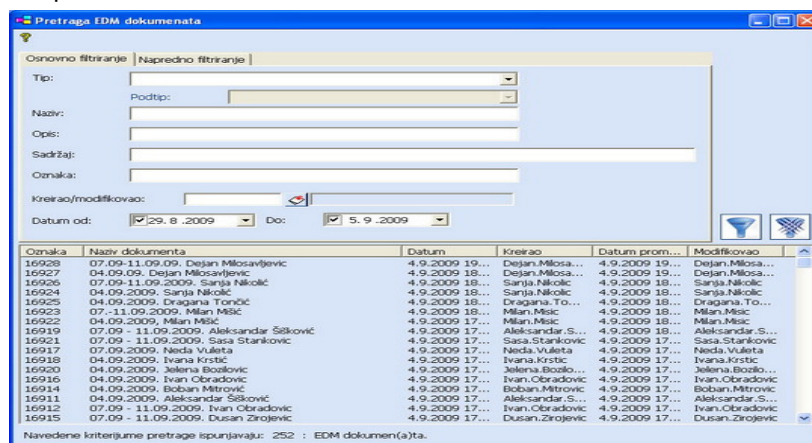 Pretraga EDM dokumenata
Osnovno filtriranje Napredno filtriranje
Tip:
Podtip:
Naziv:
Opis:
Sadržaj:
Oznaka:
Kreirao/modifikovao:
Datum od: 29. 8 .2009 Do: 5. 9 .2009
Oznaka Naziv dokumenta Datum Kreirao Datum prom... Modifikovao
16928 07.09-11.09.09. Dejan Milosavljevic 4.9.2009 19... Dejan.Milosa... 4.9.2009 19... Dejan.Milosa...
16927 04.09.09. Dejan Milosavljevic 4.9.2009 18... Dejan.Milosa... 4.9.2009 19... Dejan.Milosa...
16926 07.09-11.09.2009. Sanja Nikolić 4.9.2009 18... Sanja.Nikolic 4.9.2009 18... Sanja.Nikolic
16924 04.09.2009. Sanja Nikolić 4.9.2009 18... Sanja.Nikolic 4.9.2009 18... Sanja.Nikolic
16925 04.09.2009. Dragana Tončić 4.9.2009 18... Dragana.To... 4.9.2009 18... Dragana.To...
16923 07.-11.09.2009. Milan Mišić 4.9.2009 18... Milan.Misic 4.9.2009 18... Milan.Misic
16922 04.09.2009, Milan Mišić 4.9.2009 17... Milan.Misic 4.9.2009 18... Milan.Misic
16919 07.09 - 11.09.2009. Aleksandar Šišković 4.9.2009 17... Aleksandar.S... 4.9.2009 17... Aleksandar.S...
16921 07.09 - 11.09.2009. Sasa Stankovic 4.9.2009 17... Sasa.Stankovic 4.9.2009 17... Sasa.Stankovic
16917 07.09.2009. Neda Vuleta 4.9.2009 17... Neda.Vuleta 4.9.2009 17... Neda.Vuleta
16918 04.09.2009. Ivana Krstic 4.9.2009 17... Ivana.Krstic 4.9.2009 17... Ivana.Krstic
16920 04.09.2009. Jelena Bozilovic 4.9.2009 17... Jelena.Bozilo... 4.9.2009 17... Jelena.Bozilo...
16916 04.09.2009. Ivan Obradovic 4.9.2009 17... Ivan.Obradovic 4.9.2009 17... Ivan.Obradovic
16914 04.09.2009. Boban Mitrović 4.9.2009 17... Boban.Mitrovic 4.9.2009 17... Boban.Mitrovic
16911 04.09.2009. Aleksandar Šišković 4.9.2009 17... Aleksandar.S... 4.9.2009 17... Aleksandar.S...
16912 07.09 - 11.09.2009. Ivan Obradovic 4.9.2009 17... Ivan.Obradovic 4.9.2009 17... Ivan.Obradovic
16915 07.09 - 11.09.2009. Dusan Zirojevic 4.9.2009 17... Dusan.Zirojevic 4.9.2009 17... Dusan.Zirojevic
Navedene kriterijume pretrage ispunjavaju: 252 : EDM dokumen(a)ta.